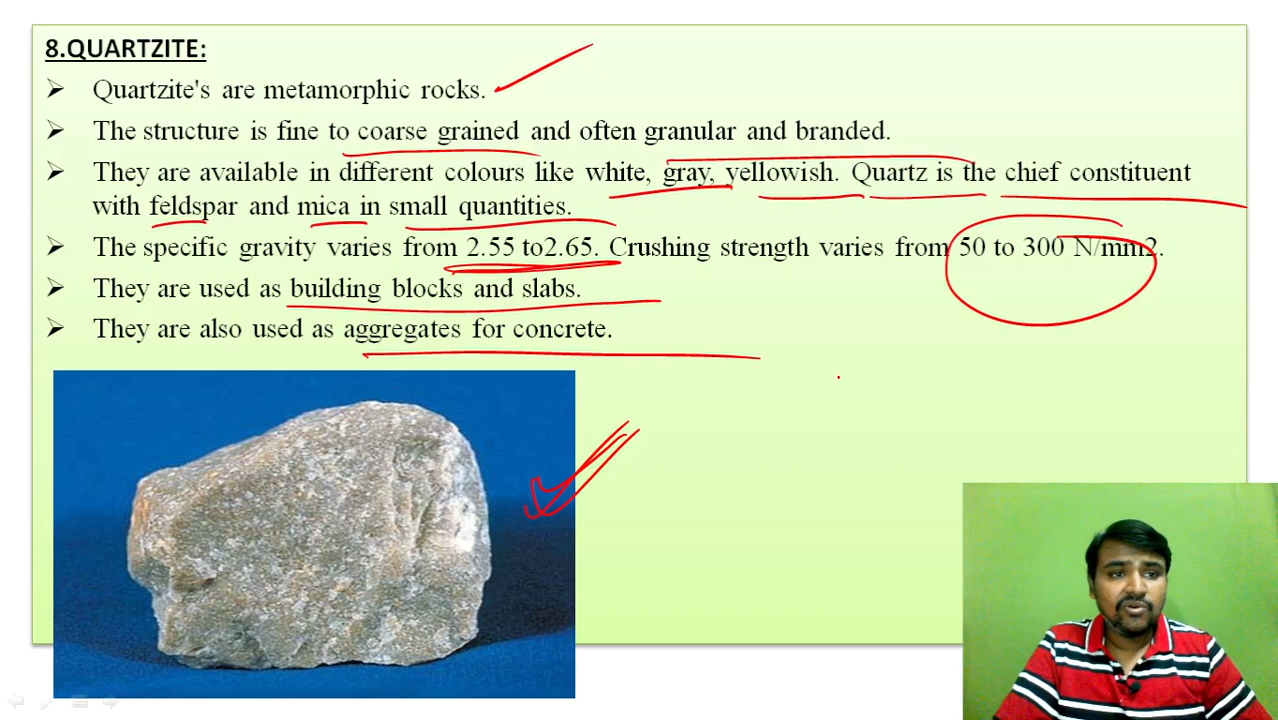 8.QUARTZITE:
➤ Quartzite's are metamorphic rocks.
➤ The structure is fine to coarse grained and often granular and branded.
➤ They are available in different colours like white, gray, yellowish. Quartz is the chief constituent
with feldspar and mica in small quantities.
➤ The specific gravity varies from 2.55 to2.65. Crushing strength varies from 50 to 300 N/mm2.
➤ They are used as building blocks and slabs.
➤ They are also used as aggregates for concrete.